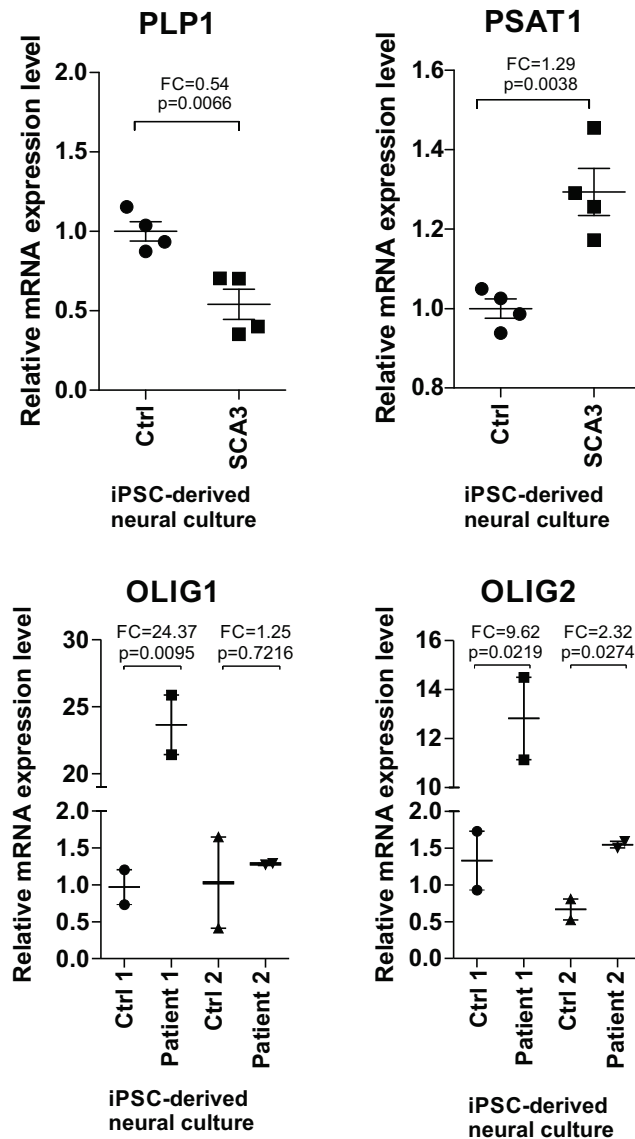 PLP1
Relative mRNA expression level
2.0
1.5
1.0
0.5
0.0
FC=0.54
p=0.0066
Ctrl
SCA3
iPSC-derived
neural culture
PSAT1
Relative mRNA expression level
1.6
1.4
1.2
1.0
0.8
FC=1.29
p=0.0038
Ctrl
SCA3
iPSC-derived
neural culture
OLIG1
Relative mRNA expression level
30
25
20
2.0
1.5
1.0
0.5
0.0
FC=24.37
p=0.0095
FC=1.25
p=0.7216
Ctrl 1
Patient 1
Ctrl 2
Patient 2
iPSC-derived
neural culture
OLIG2
Relative mRNA expression level
16
14
12
10
2.0
1.5
1.0
0.5
0.0
FC=9.62
p=0.0219
FC=2.32
p=0.0274
Ctrl 1
Patient 1
Ctrl 2
Patient 2
iPSC-derived
neural culture